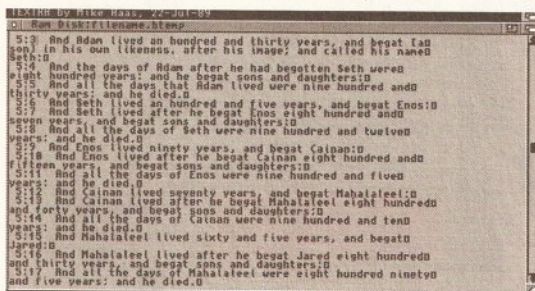 TEXTRA by Mike Haas, 22-Jul-89
Ram Disk:filename.htemp
5:3 And Adam lived an hundred and thirty years, and begat [a
son] in his own likeness, after his image; and called his name
Seth:
5:4 And the days of Adam after he had begotten Seth were
eight hundred years: and he begat sons and daughters:
5:5 And all the days that Adam lived were nine hundred and
thirty years: and he died.
5:6 And Seth lived an hundred and five years, and begat Enos:
5:7 And Seth lived after he begat Enos eight hundred and
seven years, and begat sons and daughters:
5:8 And all the days of Seth were nine hundred and twelve
years: and he died.
5:9 And Enos lived ninety years, and begat Cainan:
5:10 And Enos lived after he begat Cainan eight hundred and
fifteen years, and begat sons and daughters:
5:11 And all the days of Enos were nine hundred and five
years: and he died.
5:12 And Cainan lived seventy years, and begat Mahalaleel:
5:13 And Cainan lived after he begat Mahalaleel eight hundred
and forty years, and begat sons and daughters:
5:14 And all the days of Cainan were nine hundred and ten
years: and he died.
5:15 And Mahalaleel lived sixty and five years, and begat
Jared:
5:16 And Mahalaleel lived after he begat Jared eight hundred
and thirty years, and begat sons and daughters:
5:17 And all the days of Mahalaleel were eight hundred ninety
and five years: and he died.